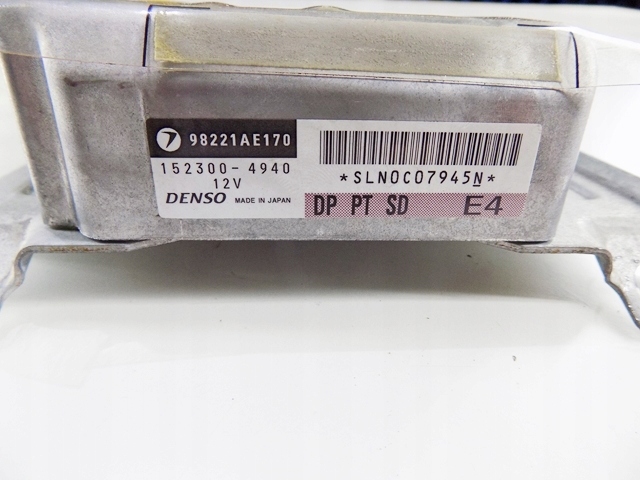 98221AE170
152300-4940
12V
DENSO MADE IN JAPAN
*SLN0C07945N*
DP PT SD E4